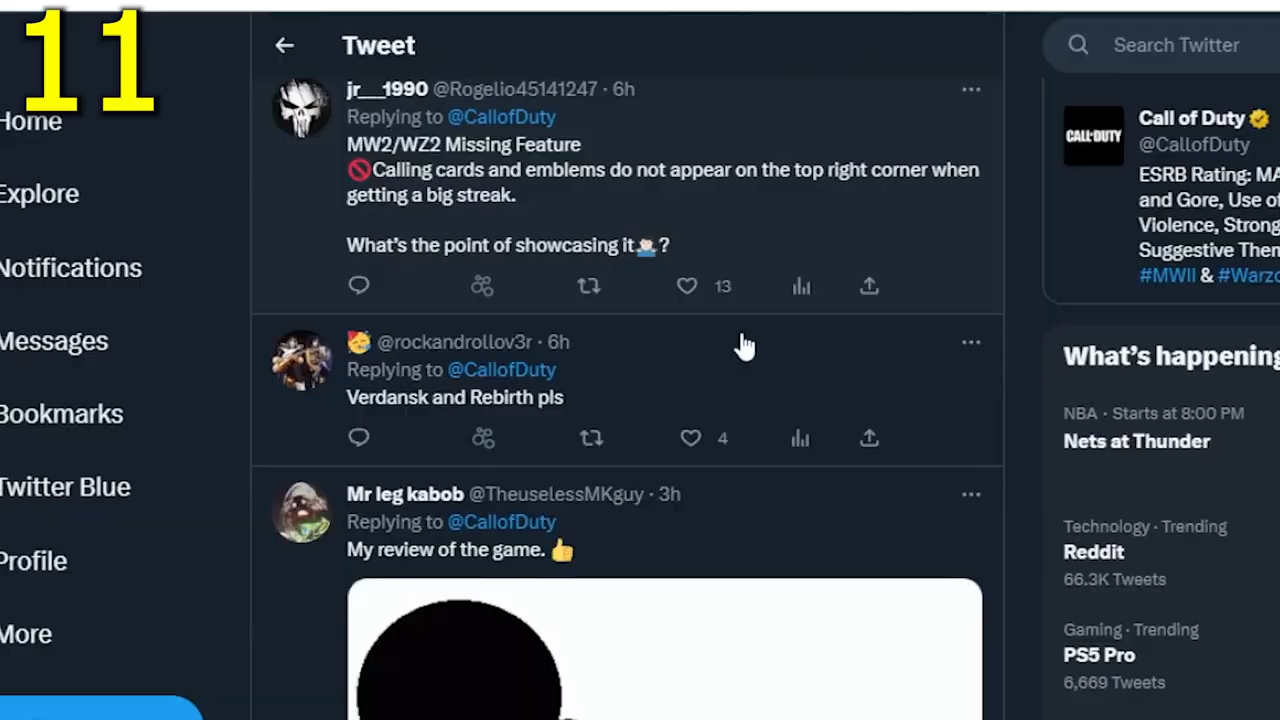 11
Home
Explore
Notifications
Messages
Bookmarks
Twitter Blue
Profile
More
Tweet
jr___1990 @Rogelio45141247 · 6h
Replying to @CallofDuty
MW2/WZ2 Missing Feature
🚫Calling cards and emblems do not appear on the top right corner when
getting a big streak.
What's the point of showcasing it🤷🏻‍♂️?
13
🥳 @rockandrollov3r · 6h
Replying to @CallofDuty
Verdansk and Rebirth pls
4
Mr leg kabob @TheuselessMKguy · 3h
Replying to @CallofDuty
My review of the game. 👍
Search Twitter
CALL·DUTY
Call of Duty
@CallofDuty
ESRB Rating: MA
and Gore, Use of
Violence, Strong
Suggestive Them
#MWII & #Warzo
What's happening
NBA · Starts at 8:00 PM
Nets at Thunder
Technology · Trending
Reddit
66.3K Tweets
Gaming · Trending
PS5 Pro
6,669 Tweets